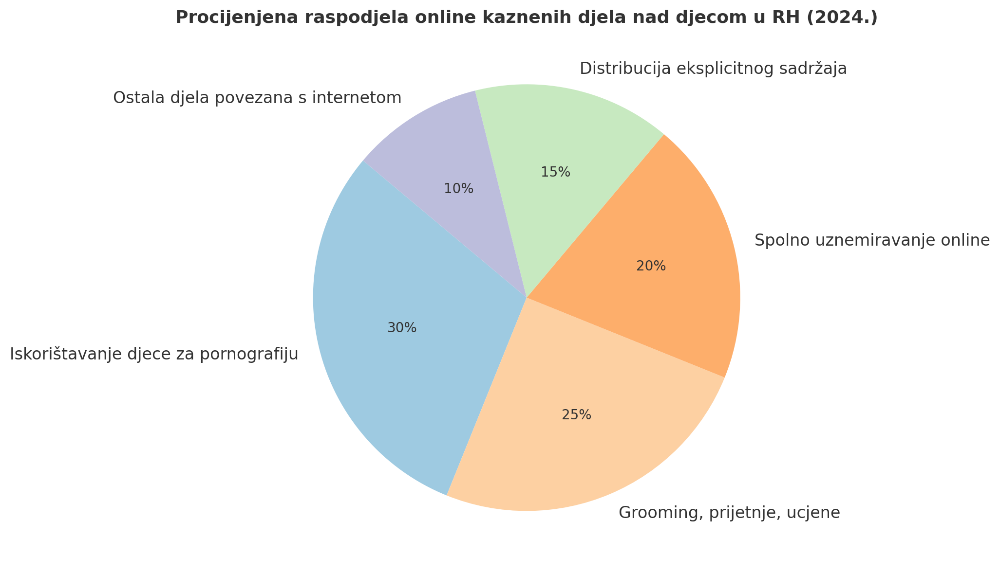 Procijenjena raspodjela online kaznenih djela nad djecom u RH (2024.)
Distribucija eksplicitnog sadržaja
Ostala djela povezana s internetom
15%
10%
Spolno uznemiravanje online
20%
30%
Iskorištavanje djece za pornografiju
25%
Grooming, prijetnje, ucjene